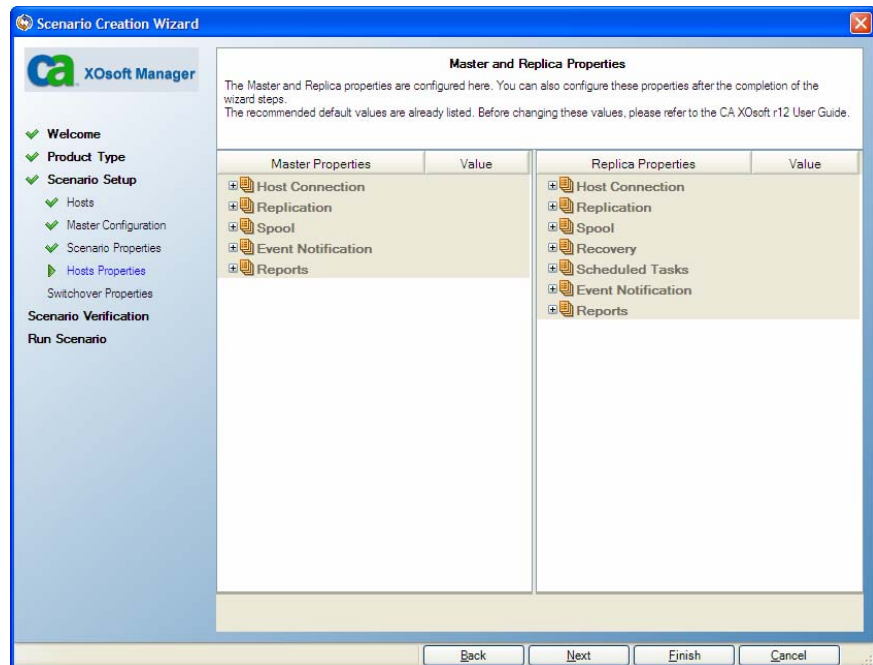 Scenario Creation Wizard
ca XOsoft Manager
Welcome
Product Type
Scenario Setup
Hosts
Master Configuration
Scenario Properties
Hosts Properties
Switchover Properties
Scenario Verification
Run Scenario
Master and Replica Properties
The Master and Replica properties are configured here. You can also configure these properties after the completion of the
wizard steps.
The recommended default values are already listed. Before changing these values, please refer to the CA XOsoft r12 User Guide.
Master Properties Value
Host Connection
Replication
Spool
Event Notification
Reports
Replica Properties Value
Host Connection
Replication
Spool
Recovery
Scheduled Tasks
Event Notification
Reports
Back Next Finish Cancel